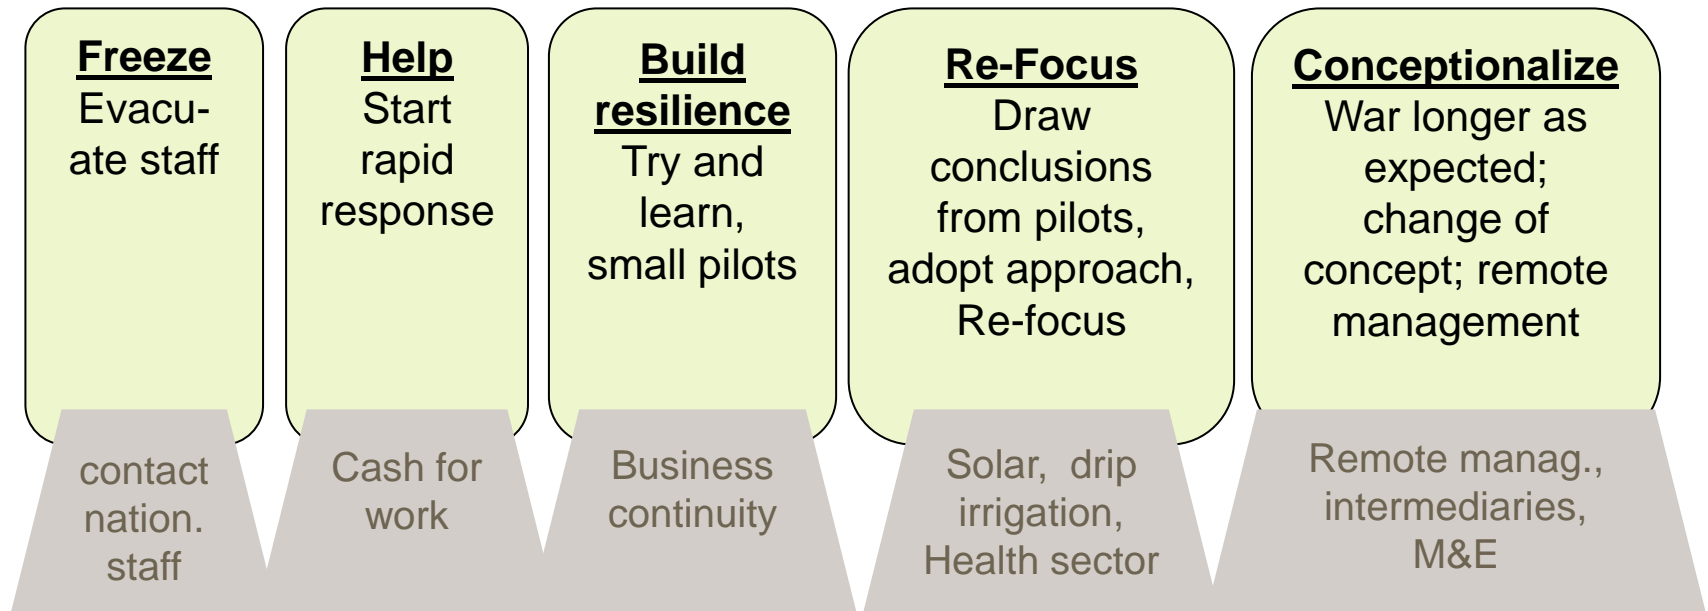 Freeze
Evacu-
ate staff
Help
Start
rapid
response
Build
resilience
Try and
learn,
small pilots
Re-Focus
Draw
conclusions
from pilots,
adopt approach,
Re-focus
Conceptionalize
War longer as
expected;
change of
concept; remote
management
contact
nation.
staff
Cash for
work
Business
continuity
Solar, drip
irrigation,
Health sector
Remote manag.,
intermediaries,
M&E